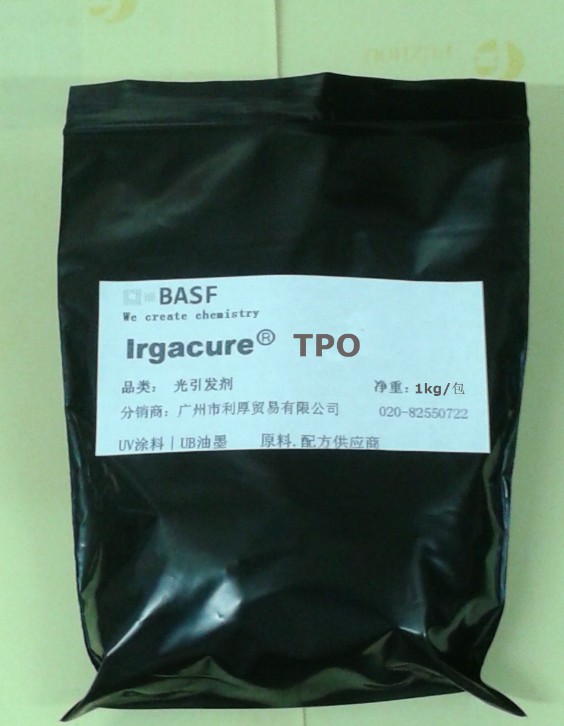 BASF
We create chemistry
Irgacure® TPO
品类： 光引发剂 净重：1kg/包
分销商：广州市利厚贸易有限公司 020-82550722
UV涂料｜UB油墨 原料.配方供应商